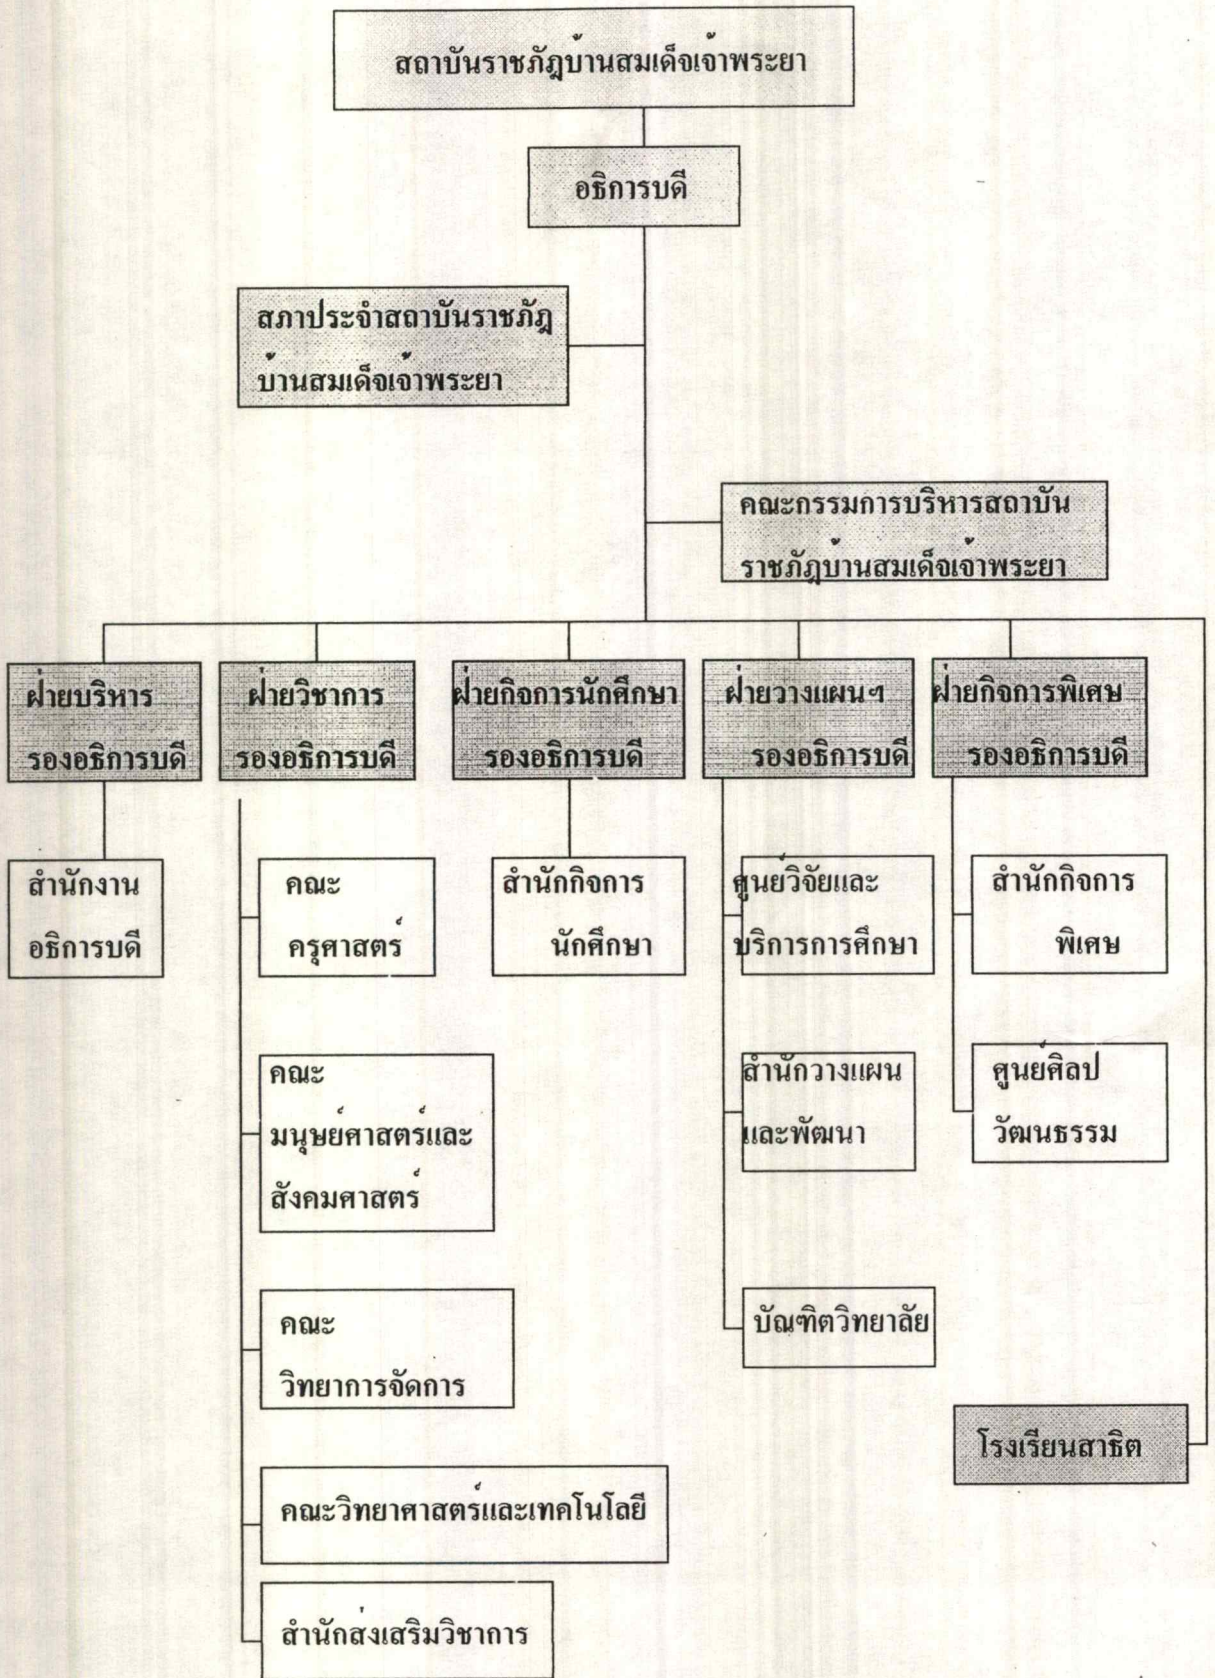 สถาบันราชภัฎบ้านสมเด็จเจ้าพระยา
อธิการบดี
สภาประจำสถาบันราชภัฎ
บ้านสมเด็จเจ้าพระยา
คณะกรรมการบริหารสถาบัน
ราชภัฎบ้านสมเด็จเจ้าพระยา
ฝ่ายบริหาร
รองอธิการบดี
ฝ่ายวิชาการ
รองอธิการบดี
ฝ่ายกิจการนักศึกษา
รองอธิการบดี
ฝ่ายวางแผนฯ
รองอธิการบดี
ฝ่ายกิจการพิเศษ
รองอธิการบดี
สำนักงาน
อธิการบดี
คณะ
ครุศาสตร์
สำนักกิจการ
นักศึกษา
ศูนย์วิจัยและ
บริการการศึกษา
สำนักกิจการ
พิเศษ
คณะ
มนุษย์ศาสตร์และ
สังคมศาสตร์
สำนักวางแผน
และพัฒนา
ศูนย์ศิลป
วัฒนธรรม
คณะ
วิทยาการจัดการ
บัณฑิตวิทยาลัย
โรงเรียนสาธิต
คณะวิทยาศาสตร์และเทคโนโลยี
สำนักส่งเสริมวิชาการ